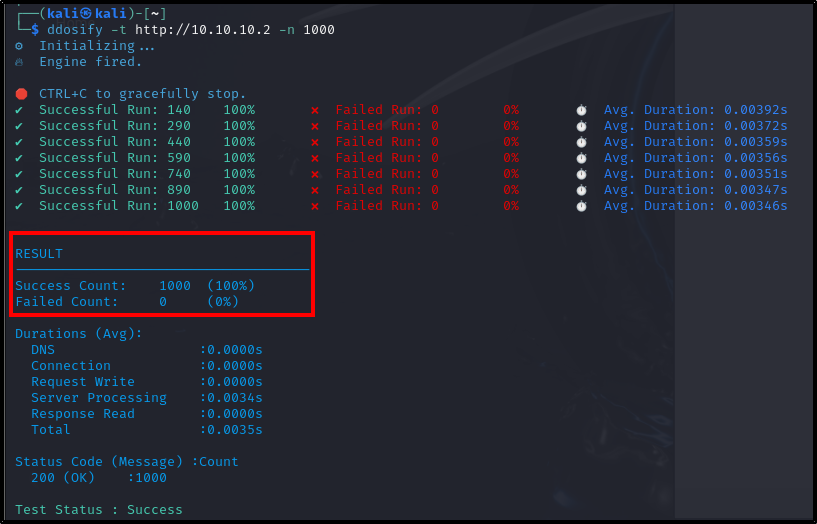 ┌──(kali㉿kali)-[~]
└─$ ddosify -t http://10.10.10.2 -n 1000
⚙ Initializing...
🔥 Engine fired.
🛑 CTRL+C to gracefully stop.
✔ Successful Run: 140 100% ❌ Failed Run: 0 0% ⏱ Avg. Duration: 0.00392s
✔ Successful Run: 290 100% ❌ Failed Run: 0 0% ⏱ Avg. Duration: 0.00372s
✔ Successful Run: 440 100% ❌ Failed Run: 0 0% ⏱ Avg. Duration: 0.00359s
✔ Successful Run: 590 100% ❌ Failed Run: 0 0% ⏱ Avg. Duration: 0.00356s
✔ Successful Run: 740 100% ❌ Failed Run: 0 0% ⏱ Avg. Duration: 0.00351s
✔ Successful Run: 890 100% ❌ Failed Run: 0 0% ⏱ Avg. Duration: 0.00347s
✔ Successful Run: 1000 100% ❌ Failed Run: 0 0% ⏱ Avg. Duration: 0.00346s
RESULT
Success Count: 1000 (100%)
Failed Count: 0 (0%)
Durations (Avg):
DNS :0.0000s
Connection :0.0000s
Request Write :0.0000s
Server Processing :0.0034s
Response Read :0.0000s
Total :0.0035s
Status Code (Message) :Count
200 (OK) :1000
Test Status : Success